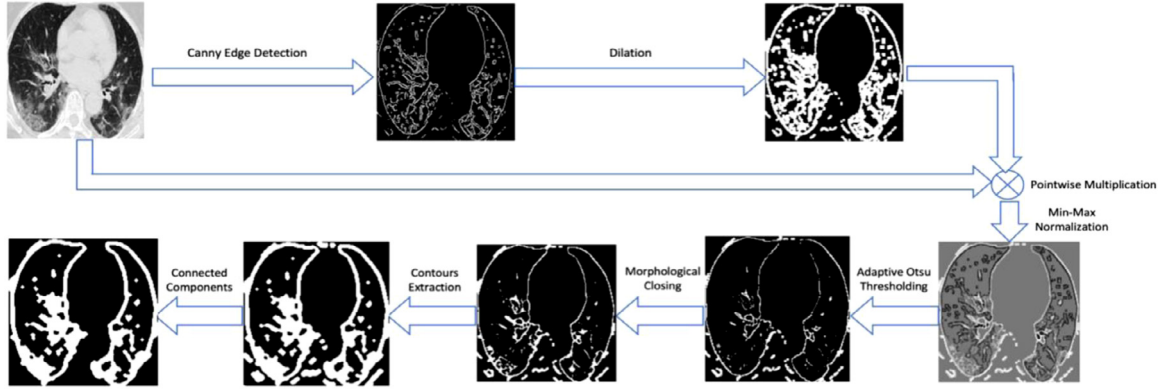 Canny Edge Detection
Dilation
Pointwise Multiplication
Min-Max
Normalization
Connected
Components
Contours
Extraction
Morphological
Closing
Adaptive Otsu
Thresholding